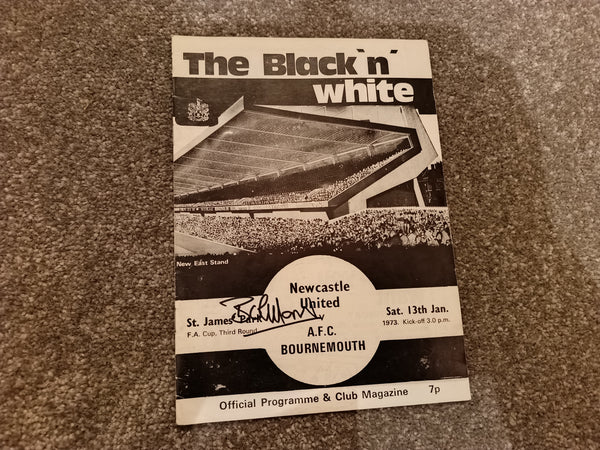 The Black 'n'
white
New East Stand
Newcastle
United
A.F.C.
BOURNEMOUTH
St. James' Park
F.A. Cup, Third Round
Sat. 13th Jan.
1973. Kick-off 3.0 p.m.
Official Programme & Club Magazine 7p